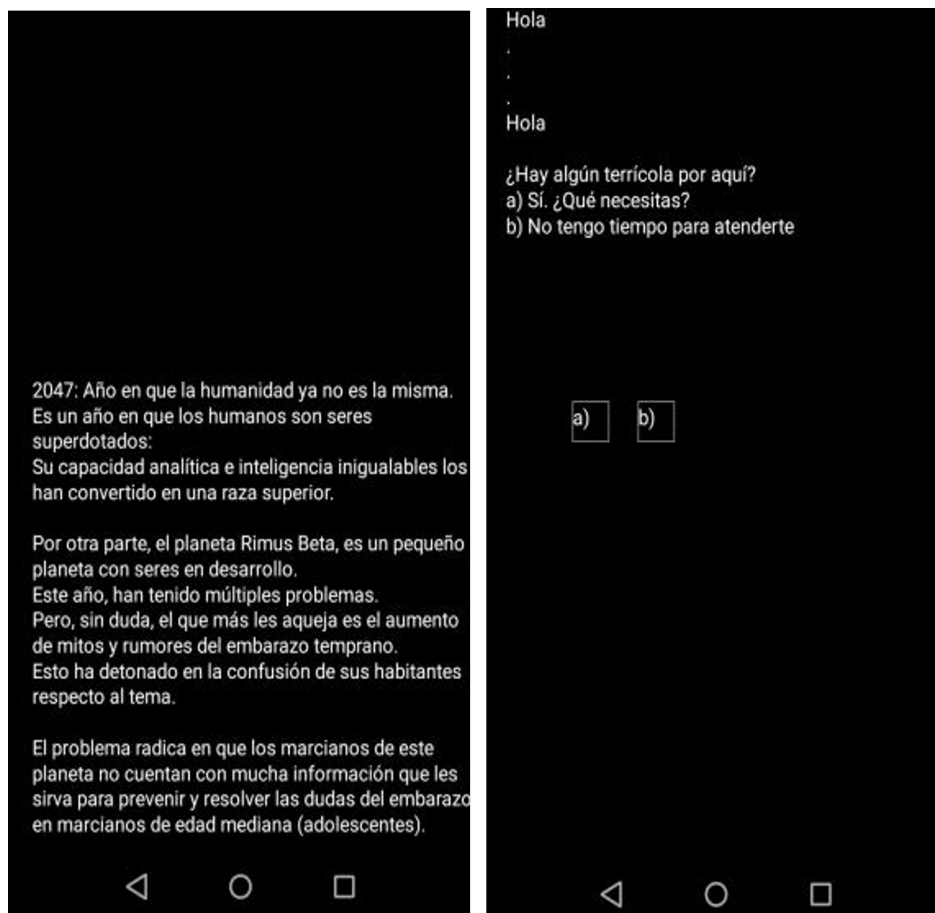 2047: Año en que la humanidad ya no es la misma.
Es un año en que los humanos son seres
superdotados:
Su capacidad analítica e inteligencia inigualables los
han convertido en una raza superior.
Por otra parte, el planeta Rimus Beta, es un pequeño
planeta con seres en desarrollo.
Este año, han tenido múltiples problemas.
Pero, sin duda, el que más les aqueja es el aumento
de mitos y rumores del embarazo temprano.
Esto ha detonado en la confusión de sus habitantes
respecto al tema.
El problema radica en que los marcianos de este
planeta no cuentan con mucha información que les
sirva para prevenir y resolver las dudas del embarazo
en marcianos de edad mediana (adolescentes).
Hola
.
.
.
Hola
¿Hay algún terrícola por aquí?
a) Sí. ¿Qué necesitas?
b) No tengo tiempo para atenderte
a) b)